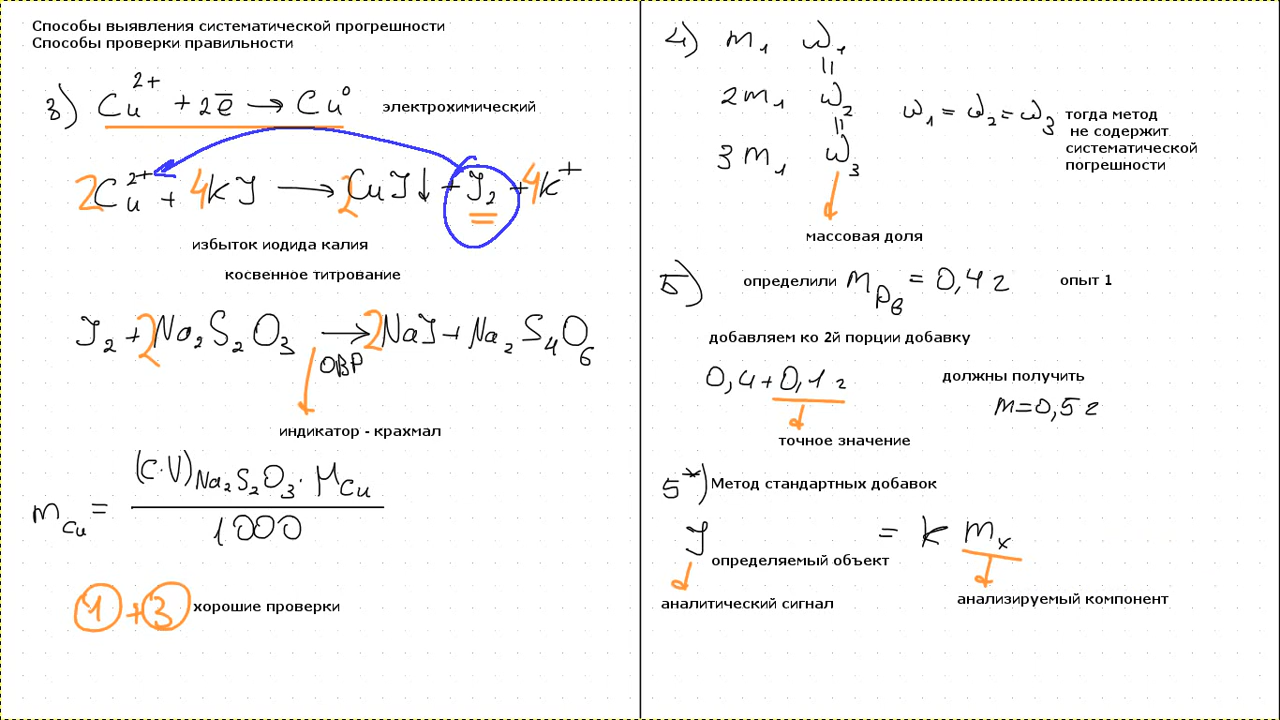 Способы выявления систематической прогрешности
Способы проверки правильности
3) Cu²⁺ + 2ē → Cu⁰ электрохимический
2Cu²⁺ + 4KJ → 2CuJ↓ + J₂ + 4K⁺
избыток иодида калия
косвенное титрование
J₂ + 2Na₂S₂O₃ → 2NaJ + Na₂S₄O₆
ОВР
индикатор - крахмал
m_Cu = (C·V)Na₂S₂O₃ · M_Cu / 1000
1 + 3 хорошие проверки
4) m₁ ω₁
=
2m₁ ω₂
=
3m₁ ω₃
ω₁ = ω₂ = ω₃
тогда метод
не содержит
систематической
погрешности
массовая доля
5) определили m_Pb = 0,4 г опыт 1
добавляем ко 2й порции добавку
0,4 + 0,1 г
должны получить
m=0,5 г
точное значение
5*) Метод стандартных добавок
J определяемый объект = k mₓ
аналитический сигнал
анализируемый компонент